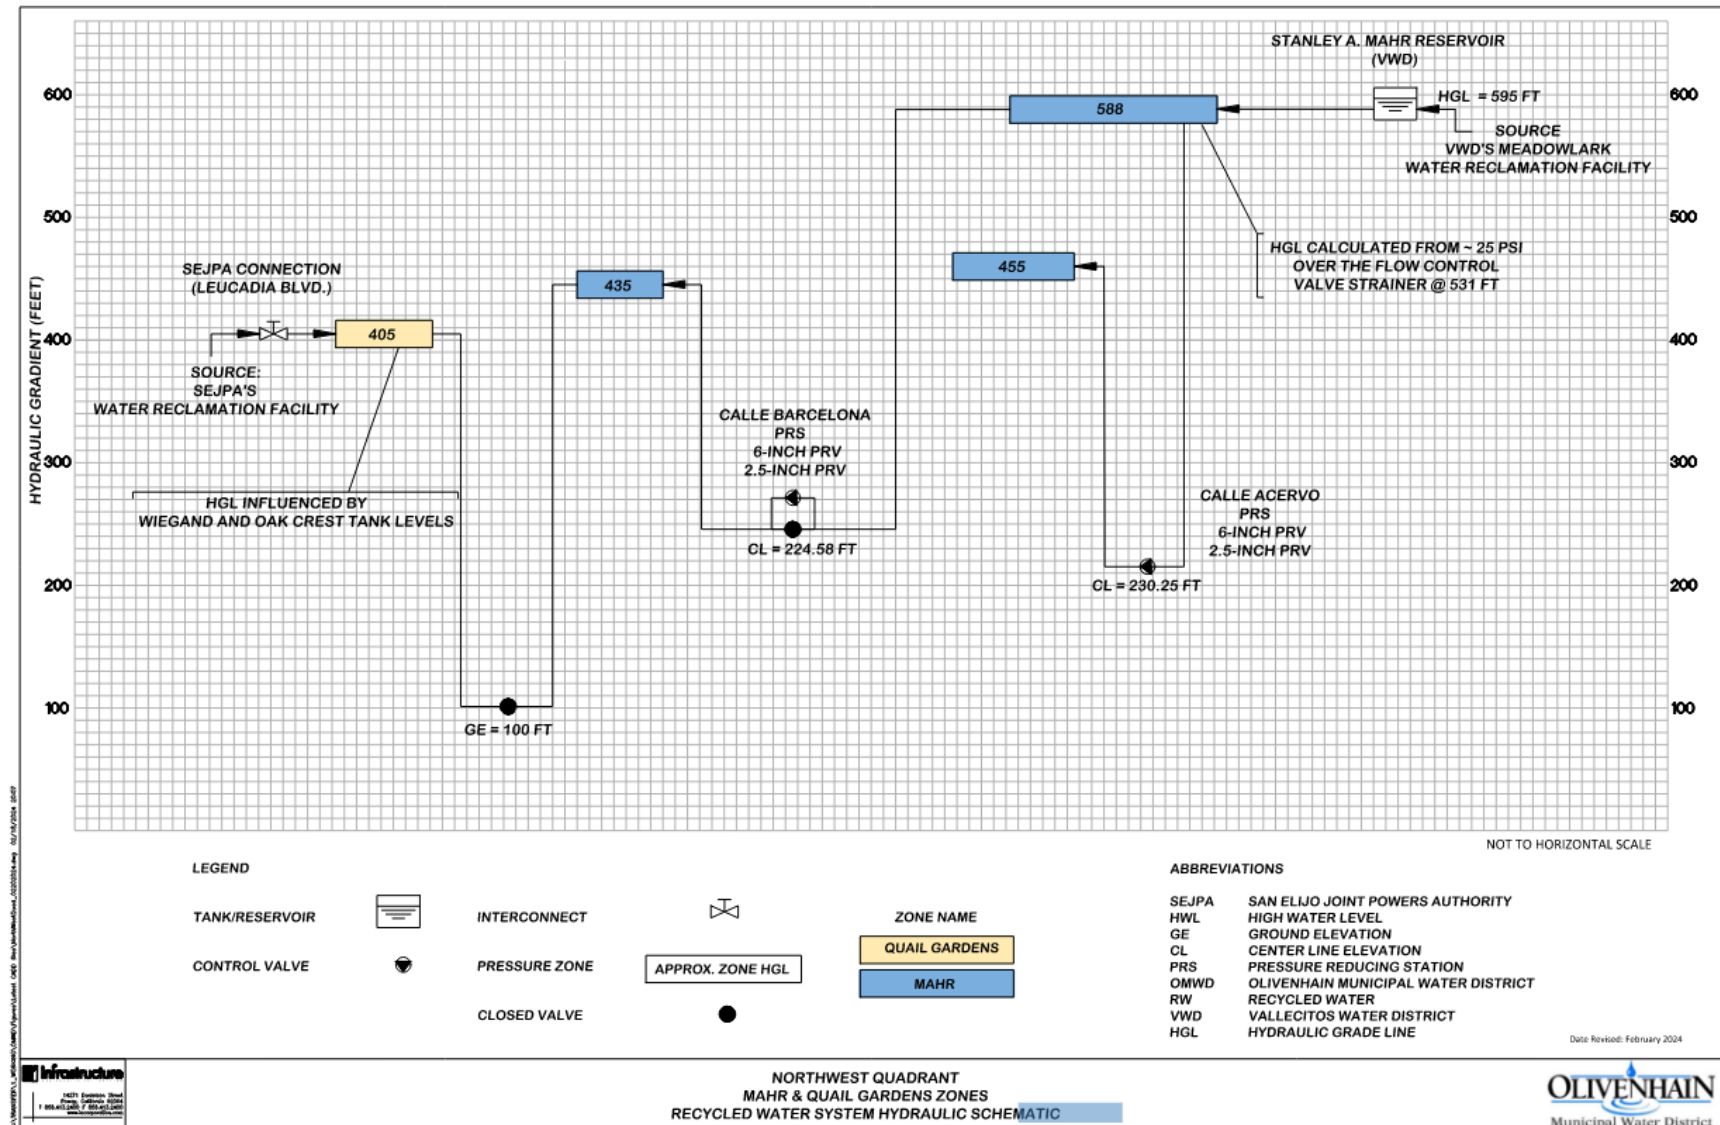 STANLEY A. MAHR RESERVOIR
(VWD)
600
588
HGL = 595 FT
600
SOURCE
VWD'S MEADOWLARK
WATER RECLAMATION FACILITY
500
500
HGL CALCULATED FROM ~ 25 PSI
OVER THE FLOW CONTROL
VALVE STRAINER @ 531 FT
SEJPA CONNECTION
(LEUCADIA BLVD.)
435
455
HYDRAULIC GRADIENT (FEET)
400
405
400
SOURCE:
SEJPA'S
WATER RECLAMATION FACILITY
CALLE BARCELONA
PRS
6-INCH PRV
2.5-INCH PRV
300
300
HGL INFLUENCED BY
WIEGAND AND OAK CREST TANK LEVELS
CALLE ACERVO
PRS
6-INCH PRV
2.5-INCH PRV
CL = 224.58 FT
200
CL = 230.25 FT
200
100
100
GE = 100 FT
NOT TO HORIZONTAL SCALE
LEGEND
TANK/RESERVOIR
INTERCONNECT
ZONE NAME
CONTROL VALVE
PRESSURE ZONE
APPROX. ZONE HGL
QUAIL GARDENS
MAHR
CLOSED VALVE
ABBREVIATIONS
SEJPA SAN ELIJO JOINT POWERS AUTHORITY
HWL HIGH WATER LEVEL
GE GROUND ELEVATION
CL CENTER LINE ELEVATION
PRS PRESSURE REDUCING STATION
OMWD OLIVENHAIN MUNICIPAL WATER DISTRICT
RW RECYCLED WATER
VWD VALLECITOS WATER DISTRICT
HGL HYDRAULIC GRADE LINE
Date Revised: February 2024
Infrastructure
NORTHWEST QUADRANT
MAHR & QUAIL GARDENS ZONES
RECYCLED WATER SYSTEM HYDRAULIC SCHEMATIC
OLIVENHAIN
Municipal Water District